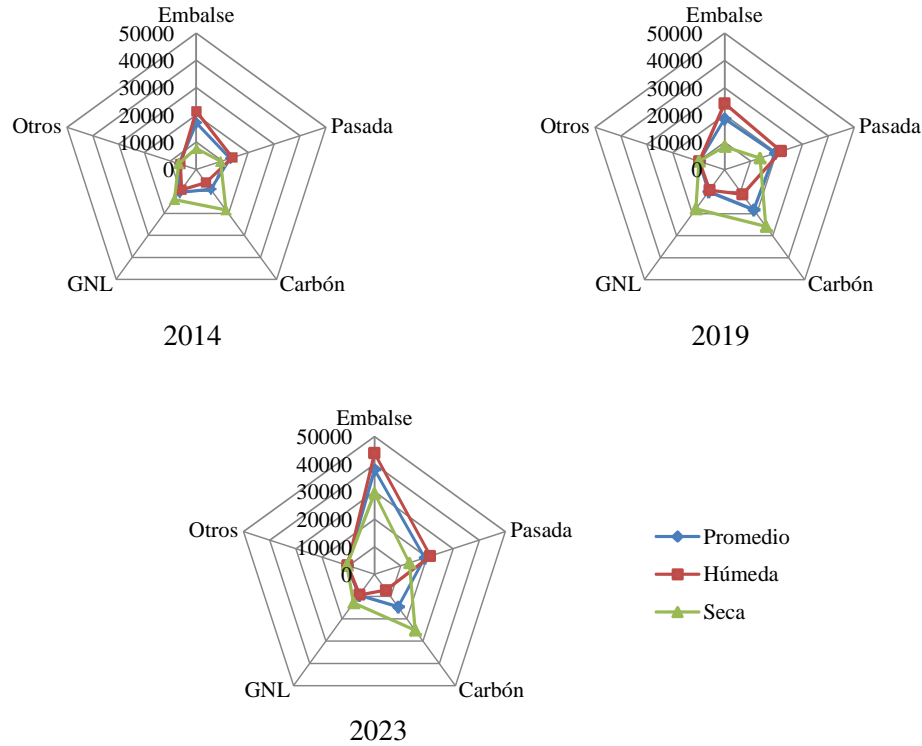 Embalse
50000
40000
30000
20000
10000
0
Otros
Pasada
GNL
Carbón
2014
Embalse
50000
40000
30000
20000
10000
0
Otros
Pasada
GNL
Carbón
2019
Embalse
50000
40000
30000
20000
10000
0
Otros
Pasada
GNL
Carbón
2023
Promedio
Húmeda
Seca